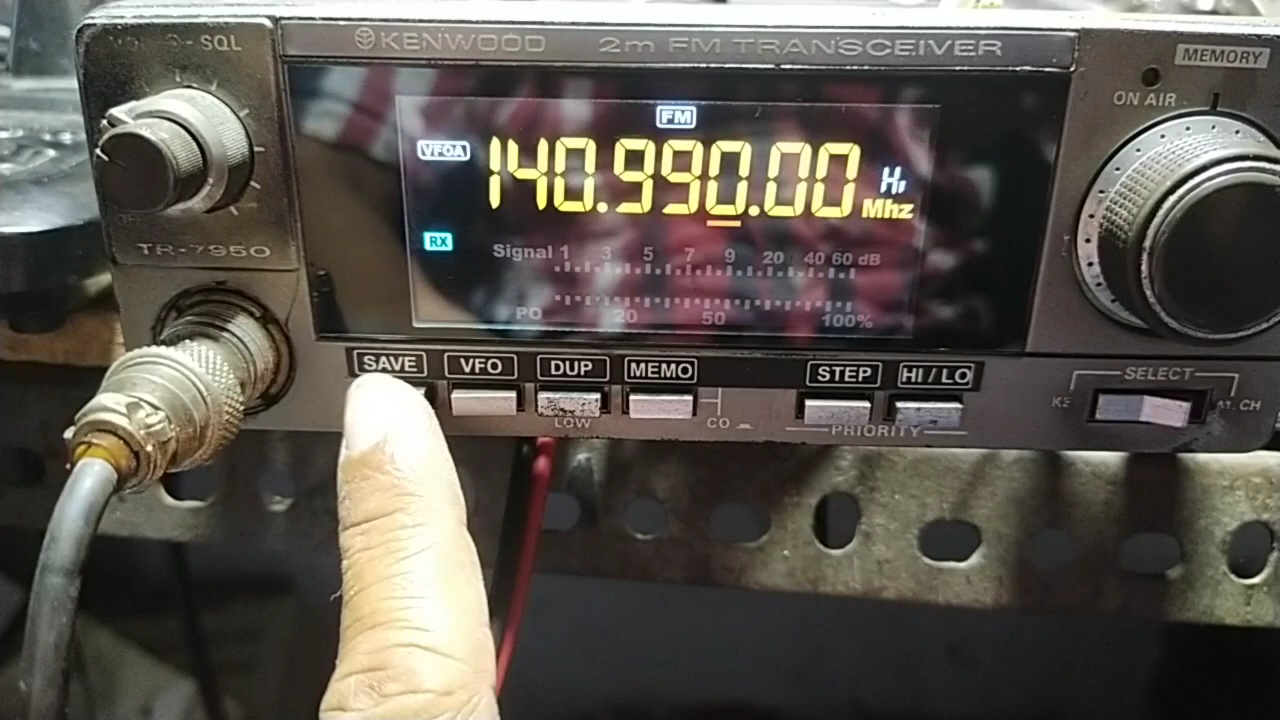 KENWOOD 2m FM TRANSCEIVER
- SQL
MEMORY
ON AIR
FM
VFOA
140.990.00
Hi
Mhz
RX
TR-7950
Signal 1 3 5 7 9 20 40 60 dB
PO 20 50 100%
SAVE VFO DUP MEMO STEP HI / LO
SELECT
LOW
CO
PRIORITY
CH